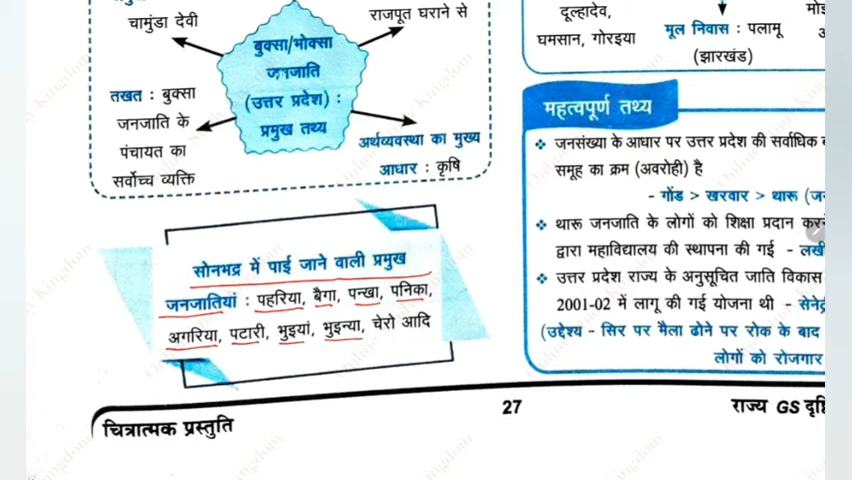 चामुंडा देवी
राजपूत घराने से
बुक्सा/भोक्सा
जनजाति
(उत्तर प्रदेश) :
प्रमुख तथ्य
तखत : बुक्सा
जनजाति के
पंचायत का
सर्वोच्च व्यक्ति
अर्थव्यवस्था का मुख्य
आधार : कृषि
सोनभद्र में पाई जाने वाली प्रमुख
जनजातियां : पहरिया, बैगा, पन्खा, पनिका,
अगरिया, पटारी, भुइयां, भुइन्या, चेरो आदि
दूल्हादेव,
घमसान, गोरइया
मूल निवास : पलामू
(झारखंड)
महत्वपूर्ण तथ्य
जनसंख्या के आधार पर उत्तर प्रदेश की सर्वाधिक
समूह का क्रम (अवरोही) है
- गोंड > खरवार > थारू
थारू जनजाति के लोगों को शिक्षा प्रदान
द्वारा महाविद्यालय की स्थापना की गई -
उत्तर प्रदेश राज्य के अनुसूचित जाति विकास
2001-02 में लागू की गई योजना थी -
(उद्देश्य - सिर पर मैला ढोने पर रोक के बाद
लोगों को रोजगार
चित्रात्मक प्रस्तुति
27
राज्य GS